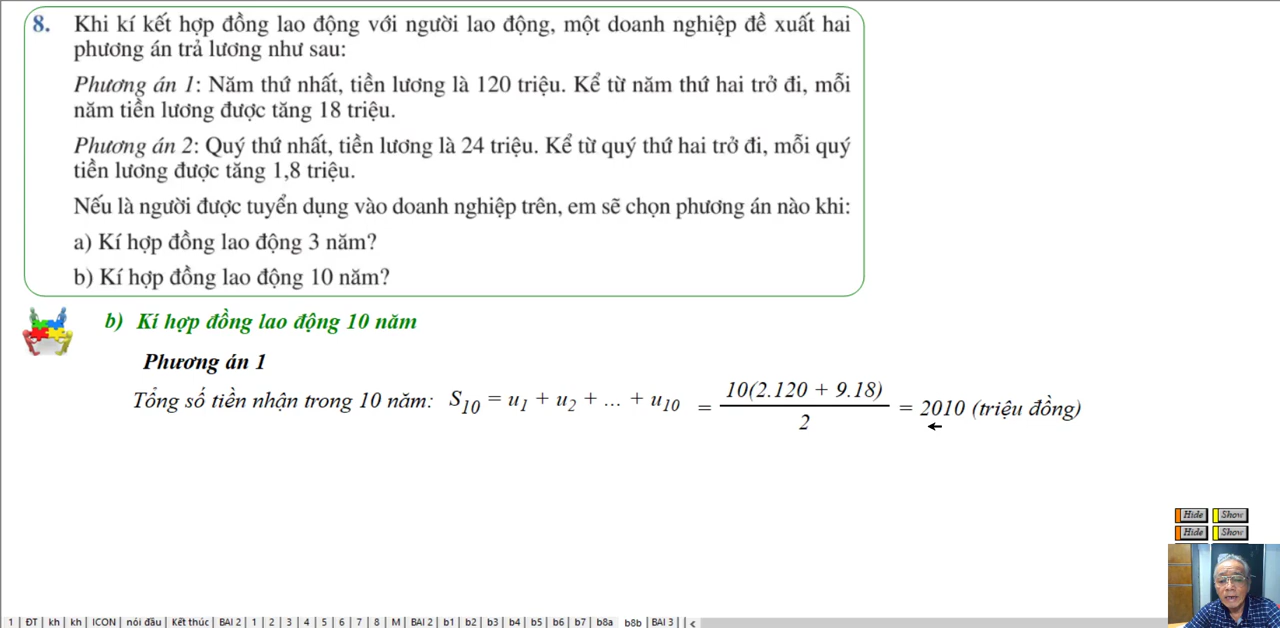 8. Khi kí kết hợp đồng lao động với người lao động, một doanh nghiệp đề xuất hai
phương án trả lương như sau:
Phương án 1: Năm thứ nhất, tiền lương là 120 triệu. Kể từ năm thứ hai trở đi, mỗi
năm tiền lương được tăng 18 triệu.
Phương án 2: Quý thứ nhất, tiền lương là 24 triệu. Kể từ quý thứ hai trở đi, mỗi quý
tiền lương được tăng 1,8 triệu.
Nếu là người được tuyển dụng vào doanh nghiệp trên, em sẽ chọn phương án nào khi:
a) Kí hợp đồng lao động 3 năm?
b) Kí hợp đồng lao động 10 năm?
b) Kí hợp đồng lao động 10 năm
Phương án 1
Tổng số tiền nhận trong 10 năm: S10 = u1 + u2 + ... + u10 = 10(2.120 + 9.18) / 2 = 2010 (triệu đồng)
Hide Show
Hide Show
1 | ĐT | kh | kh | ICON | nói đầu | Kết thúc | BAI 2 | 1 | 2 | 3 | 4 | 5 | 6 | 7 | 8 | M | BAI 2 | b1 | b2 | b3 | b4 | b5 | b6 | b7 | b8a | b8b | BAI 3 | | <